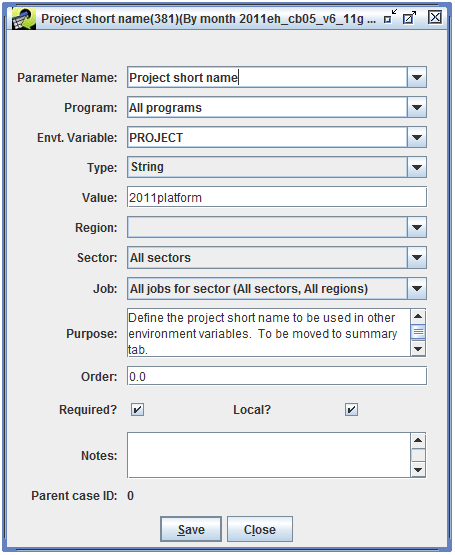 Project short name(381)(By month 2011eh_cb05_v6_11g ...
Parameter Name: Project short name
Program: All programs
Envt. Variable: PROJECT
Type: String
Value: 2011platform
Region:
Sector: All sectors
Job: All jobs for sector (All sectors, All regions)
Purpose: Define the project short name to be used in other
environment variables.  To be moved to summary
tab.
Order: 0.0
Required? Local?
Notes:
Parent case ID: 0
Save Close